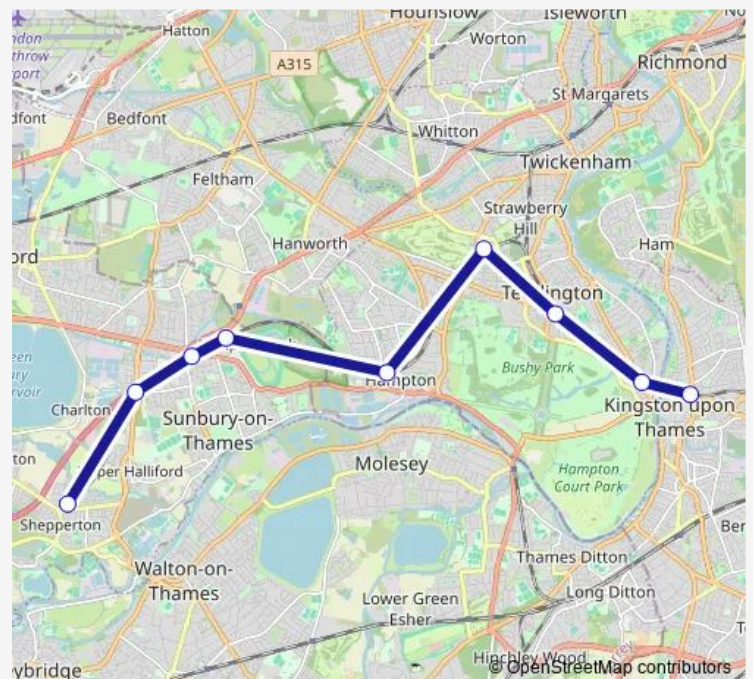 Hounslow
Isleworth
Hatton
Worton
A315
Richmond
St Margarets
Bedfont
Whitton
Twickenham
Feltham
Strawberry
Hill
Hanworth
Ham
Bushy Park
Hampton
Charlton
Kingston upon
Thames
Sunbury-on-
Thames
Molesey
Hampton
Court Park
Shepperton
Thames Ditton
Walton-on-
Thames
Long Ditton
Lower Green
Esher
Hinchley Wood
© OpenStreetMap contributors